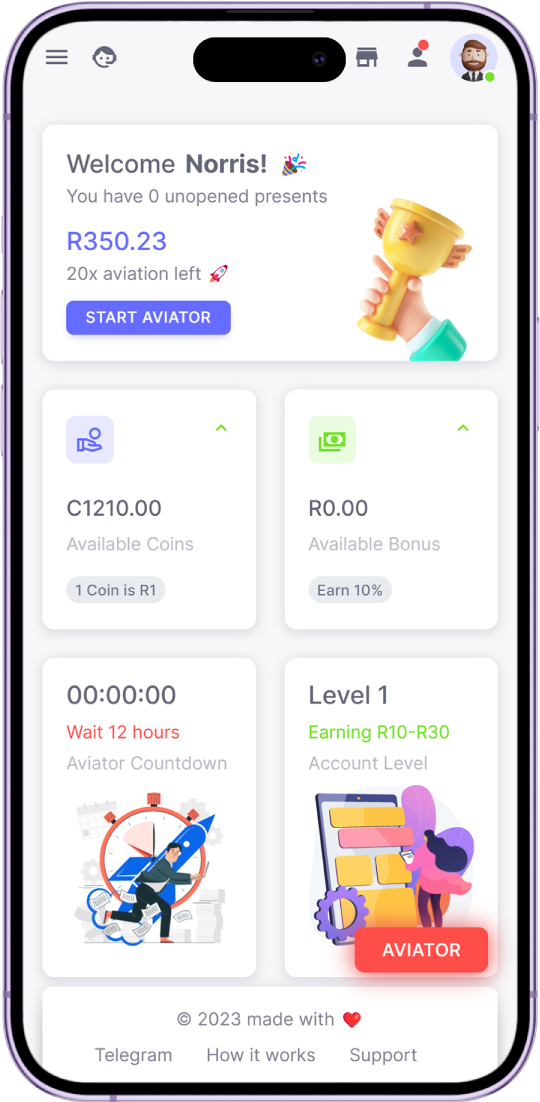 Welcome Norris! 🎉
You have 0 unopened presents
R350.23
20x aviation left 🚀
START AVIATOR
C1210.00
Available Coins
1 Coin is R1
R0.00
Available Bonus
Earn 10%
00:00:00
Wait 12 hours
Aviator Countdown
Level 1
Earning R10-R30
Account Level
AVIATOR
© 2023 made with ❤️
Telegram How it works Support